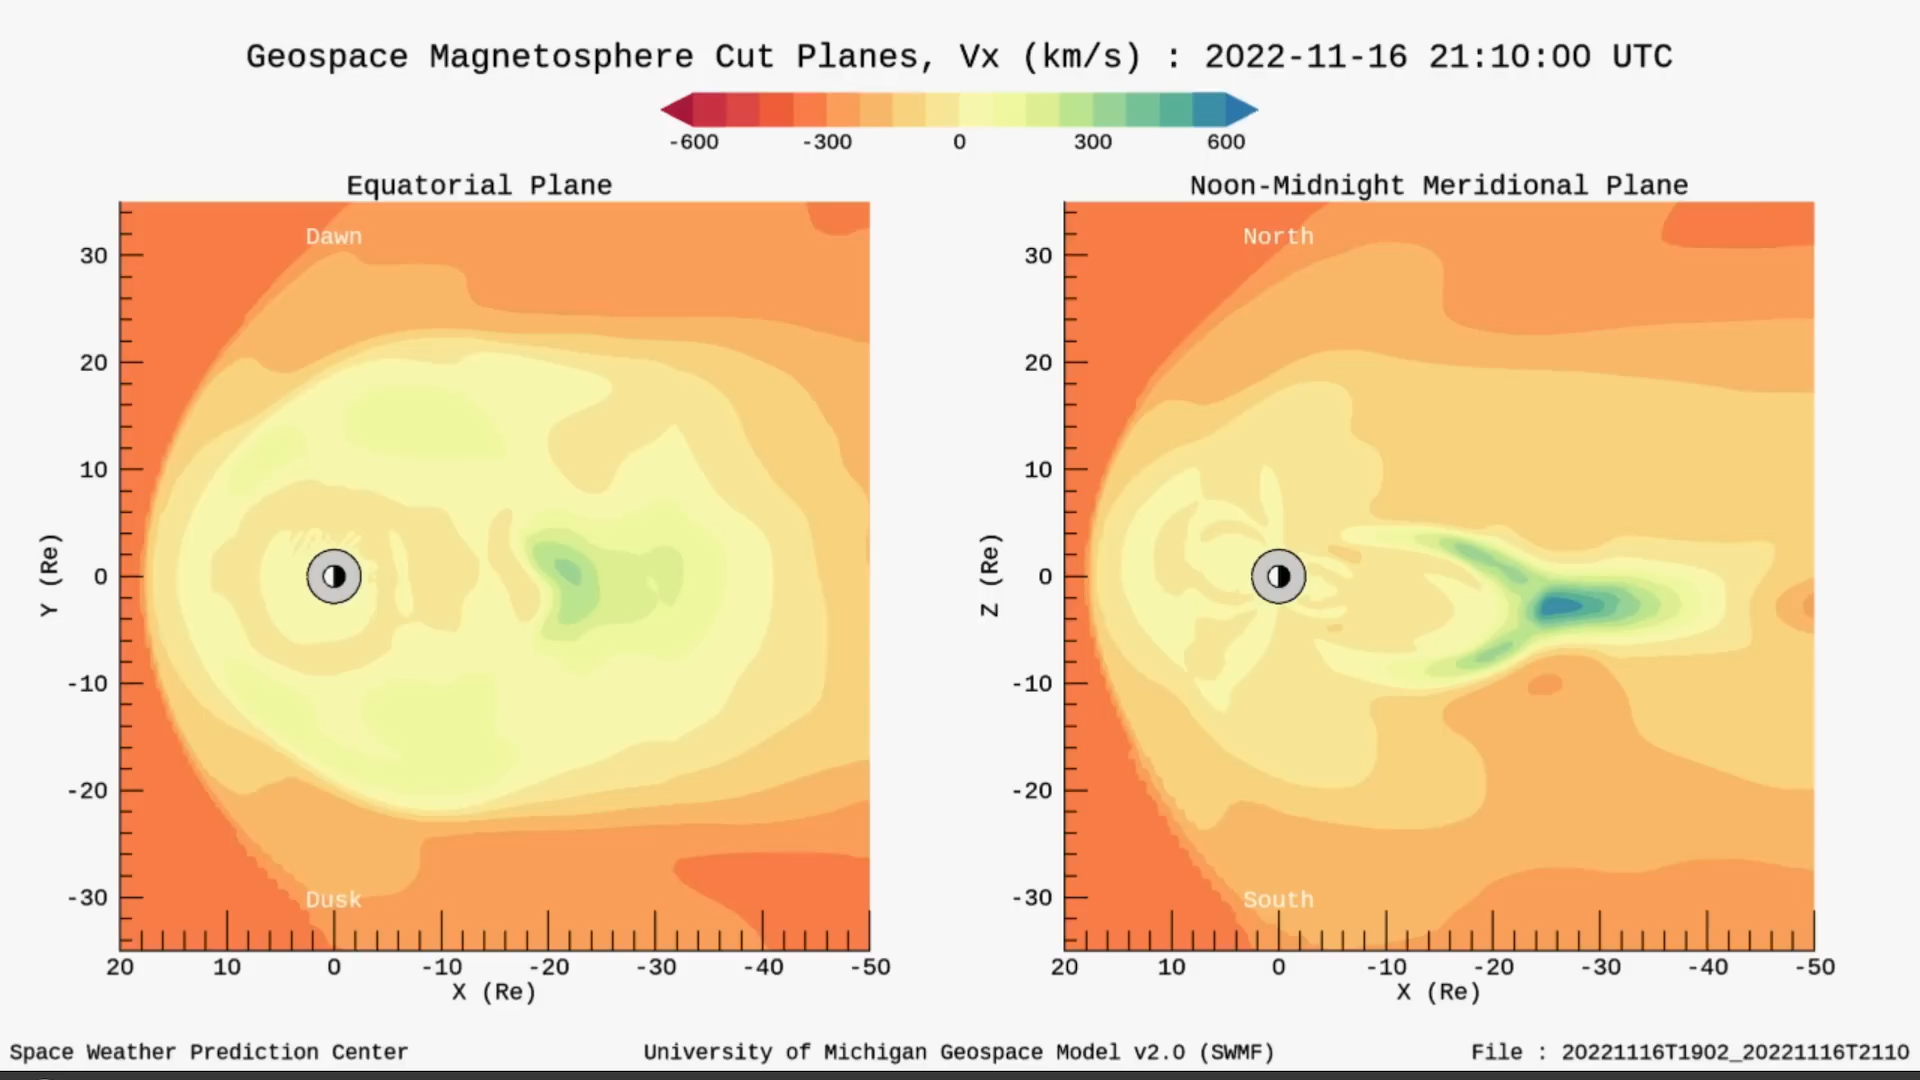 Geospace Magnetosphere Cut Planes, Vx (km/s) : 2022-11-16 21:10:00 UTC
-600 -300 0 300 600
Equatorial Plane
Dawn
30
20
10
0
-10
-20
-30
Y (Re)
Dusk
20 10 0 -10 -20 -30 -40 -50
X (Re)
Noon-Midnight Meridional Plane
North
30
20
10
0
-10
-20
-30
Z (Re)
South
20 10 0 -10 -20 -30 -40 -50
X (Re)
Space Weather Prediction Center
University of Michigan Geospace Model v2.0 (SWMF)
File : 20221116T1902_20221116T2110